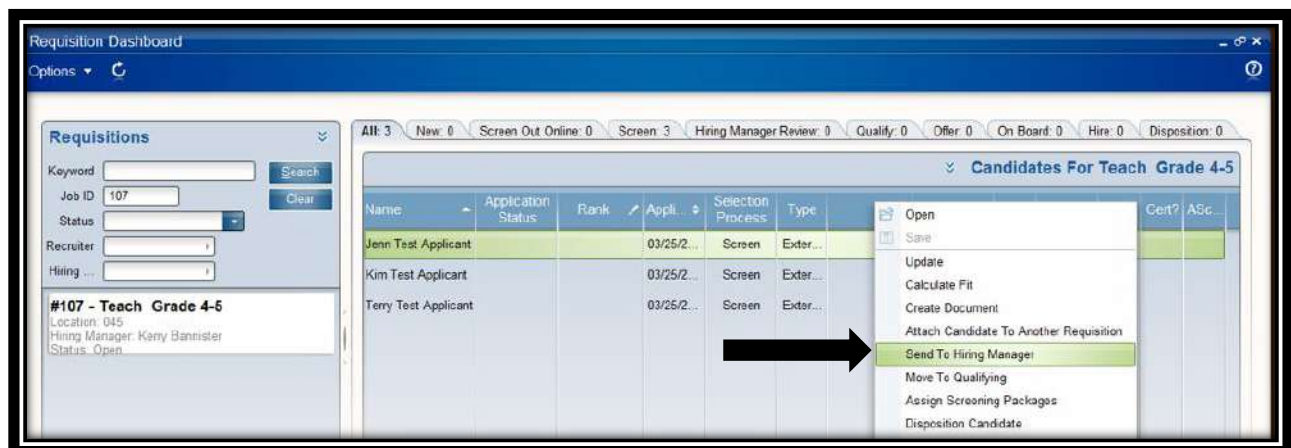 Requisition Dashboard
Options
Requisitions
Keyword
Search
Job ID 107
Clear
Status
Recruiter
Hiring ...
#107 - Teach Grade 4-5
Location: 045
Hiring Manager: Kerry Bannister
Status: Open
All: 3 New: 0 Screen Out Online: 0 Screen: 3 Hiring Manager Review: 0 Qualify: 0 Offer: 0 On Board: 0 Hire: 0 Disposition: 0
Candidates For Teach Grade 4-5
Name Application Status Rank Appli... Selection Process Type Cert? ASc...
Jenn Test Applicant 03/25/2... Screen Exter...
Kim Test Applicant 03/25/2... Screen Exter...
Terry Test Applicant 03/25/2... Screen Exter...
Open
Save
Update
Calculate Fit
Create Document
Attach Candidate To Another Requisition
Send To Hiring Manager
Move To Qualifying
Assign Screening Packages
Disposition Candidate